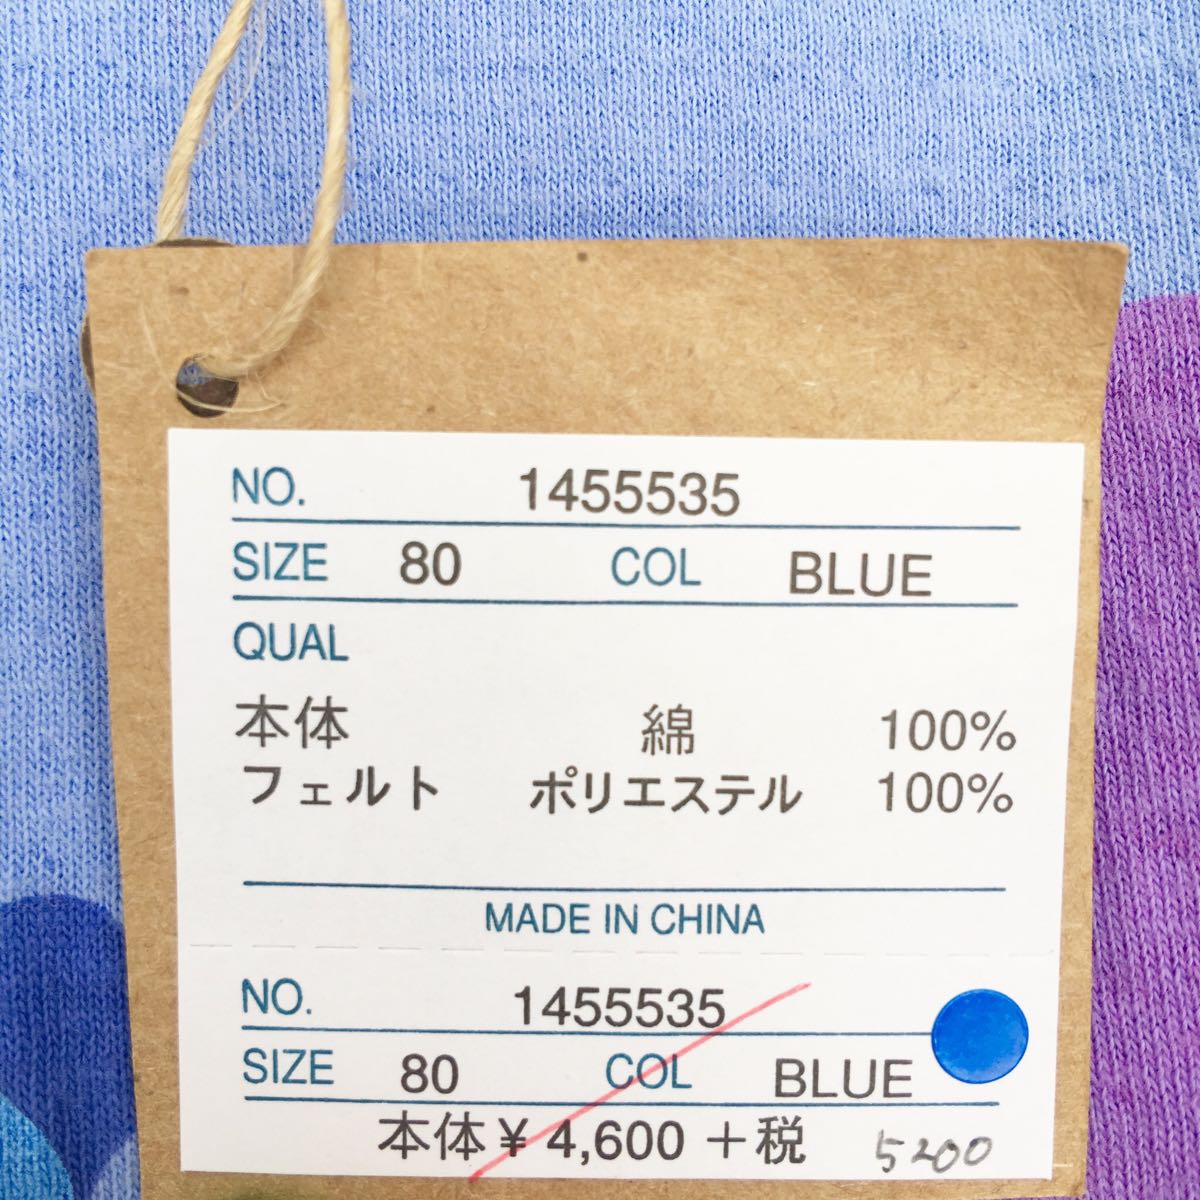 NO. 1455535
SIZE 80 COL BLUE
QUAL
本体 綿 100%
フェルト ポリエステル 100%
MADE IN CHINA
NO. 1455535
SIZE 80 COL BLUE
本体¥ 4,600 +税 5200